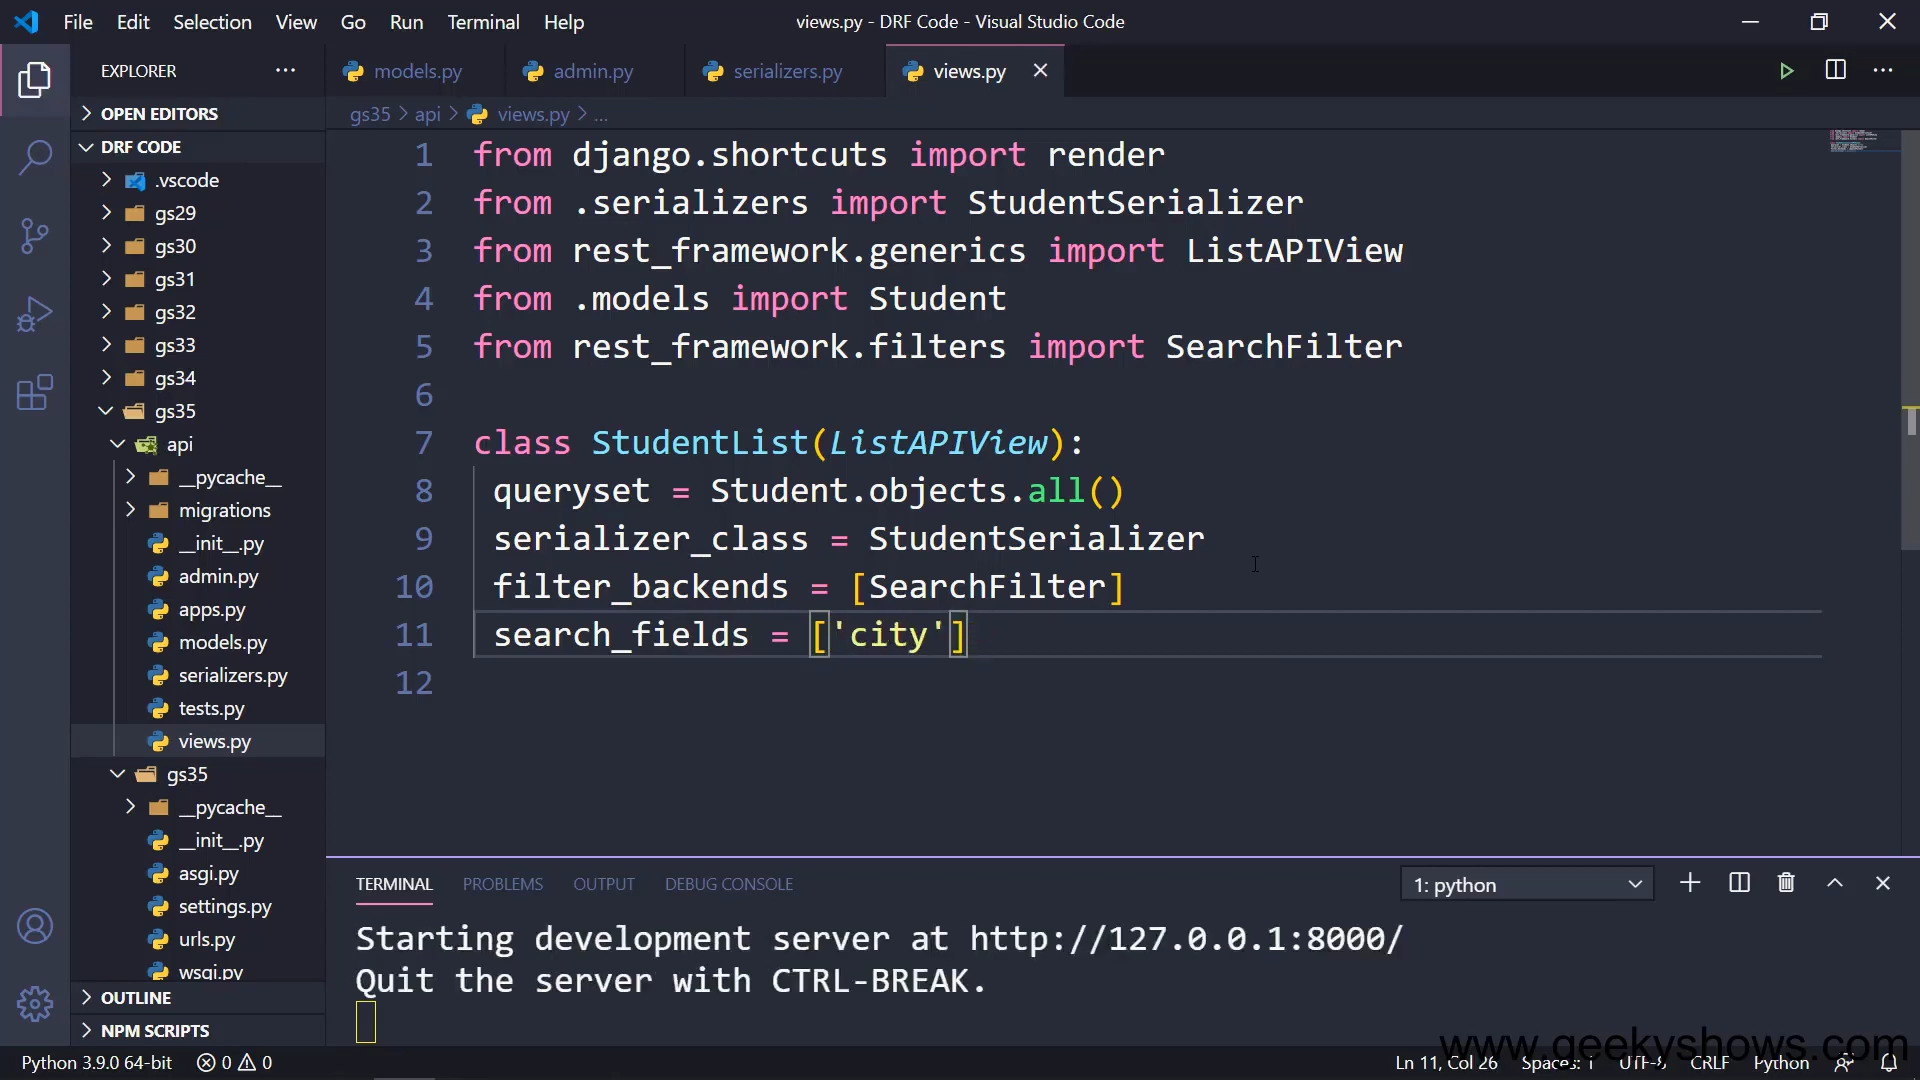 File Edit Selection View Go Run Terminal Help
views.py - DRF Code - Visual Studio Code
EXPLORER ...
OPEN EDITORS
DRF CODE
.vscode
gs29
gs30
gs31
gs32
gs33
gs34
gs35
api
__pycache__
migrations
__init__.py
admin.py
apps.py
models.py
serializers.py
tests.py
views.py
gs35
__pycache__
__init__.py
asgi.py
settings.py
urls.py
wsgi.py
OUTLINE
NPM SCRIPTS
models.py admin.py serializers.py views.py
gs35 > api > views.py > ...
1 from django.shortcuts import render
2 from .serializers import StudentSerializer
3 from rest_framework.generics import ListAPIView
4 from .models import Student
5 from rest_framework.filters import SearchFilter
6
7 class StudentList(ListAPIView):
8 queryset = Student.objects.all()
9 serializer_class = StudentSerializer
10 filter_backends = [SearchFilter]
11 search_fields = ['city']
12
TERMINAL PROBLEMS OUTPUT DEBUG CONSOLE
1: python
Starting development server at http://127.0.0.1:8000/
Quit the server with CTRL-BREAK.
www.geekyshows.com
Python 3.9.0 64-bit 0 0
Ln 11, Col 26 Spaces: 1 UTF-8 CRLF Python